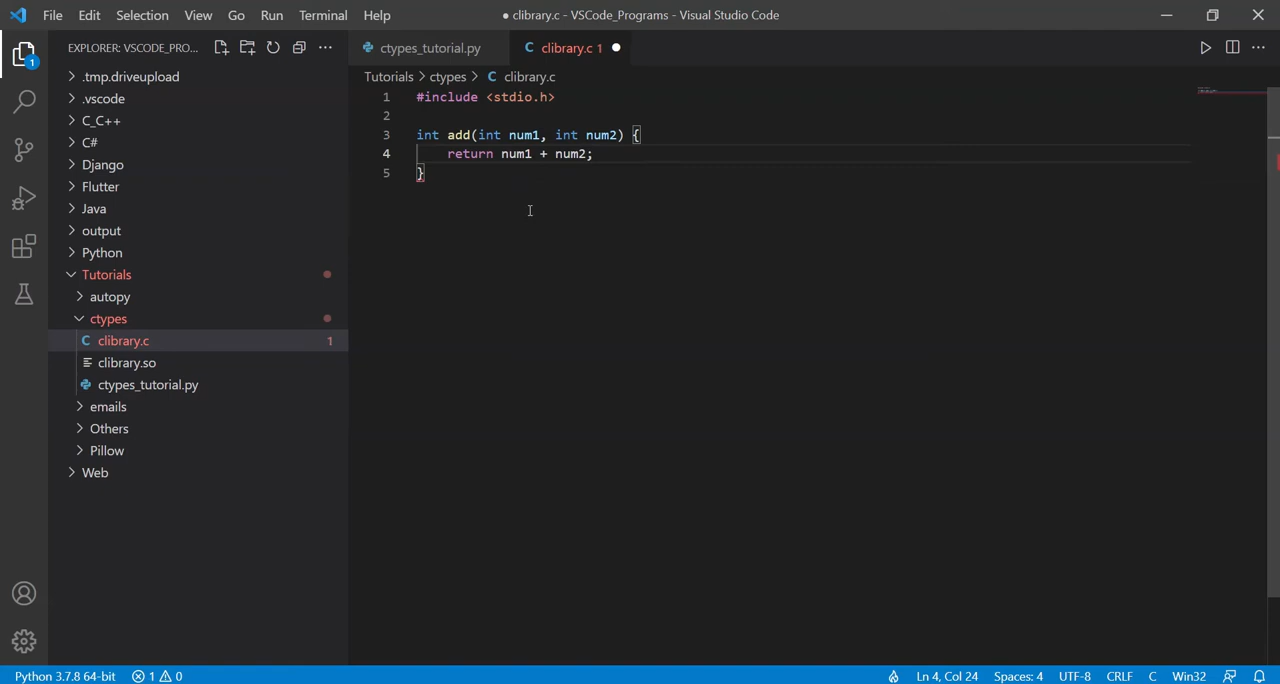 File Edit Selection View Go Run Terminal Help
● clibrary.c - VSCode_Programs - Visual Studio Code
EXPLORER: VSCODE_PRO...
1
ctypes_tutorial.py
C clibrary.c 1 ●
Tutorials > ctypes > C clibrary.c
> .tmp.driveupload
> .vscode
> C_C++
> C#
> Django
> Flutter
> Java
> output
> Python
Tutorials
> autopy
ctypes
C clibrary.c 1
clibrary.so
ctypes_tutorial.py
> emails
> Others
> Pillow
> Web
1 #include <stdio.h>
2
3 int add(int num1, int num2) {
4 return num1 + num2;
5 }
Python 3.7.8 64-bit 1 0 Ln 4, Col 24 Spaces: 4 UTF-8 CRLF C Win32